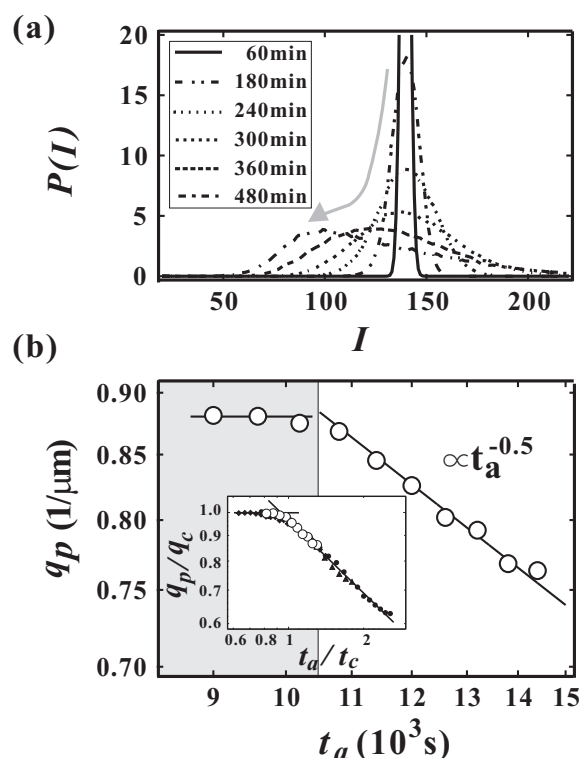 (a)
20
15
10
5
0
P(I)
60min
180min
240min
300min
360min
480min
50 100 150 200
I
(b)
0.90
0.85
0.80
0.75
0.70
q_p (1/μm)
∝t_a^-0.5
1.0
0.9
0.8
0.7
0.6
q_p/q_c
0.6 0.8 1 2
t_a/t_c
9 10 11 12 13 14 15
t_a (10^3s)